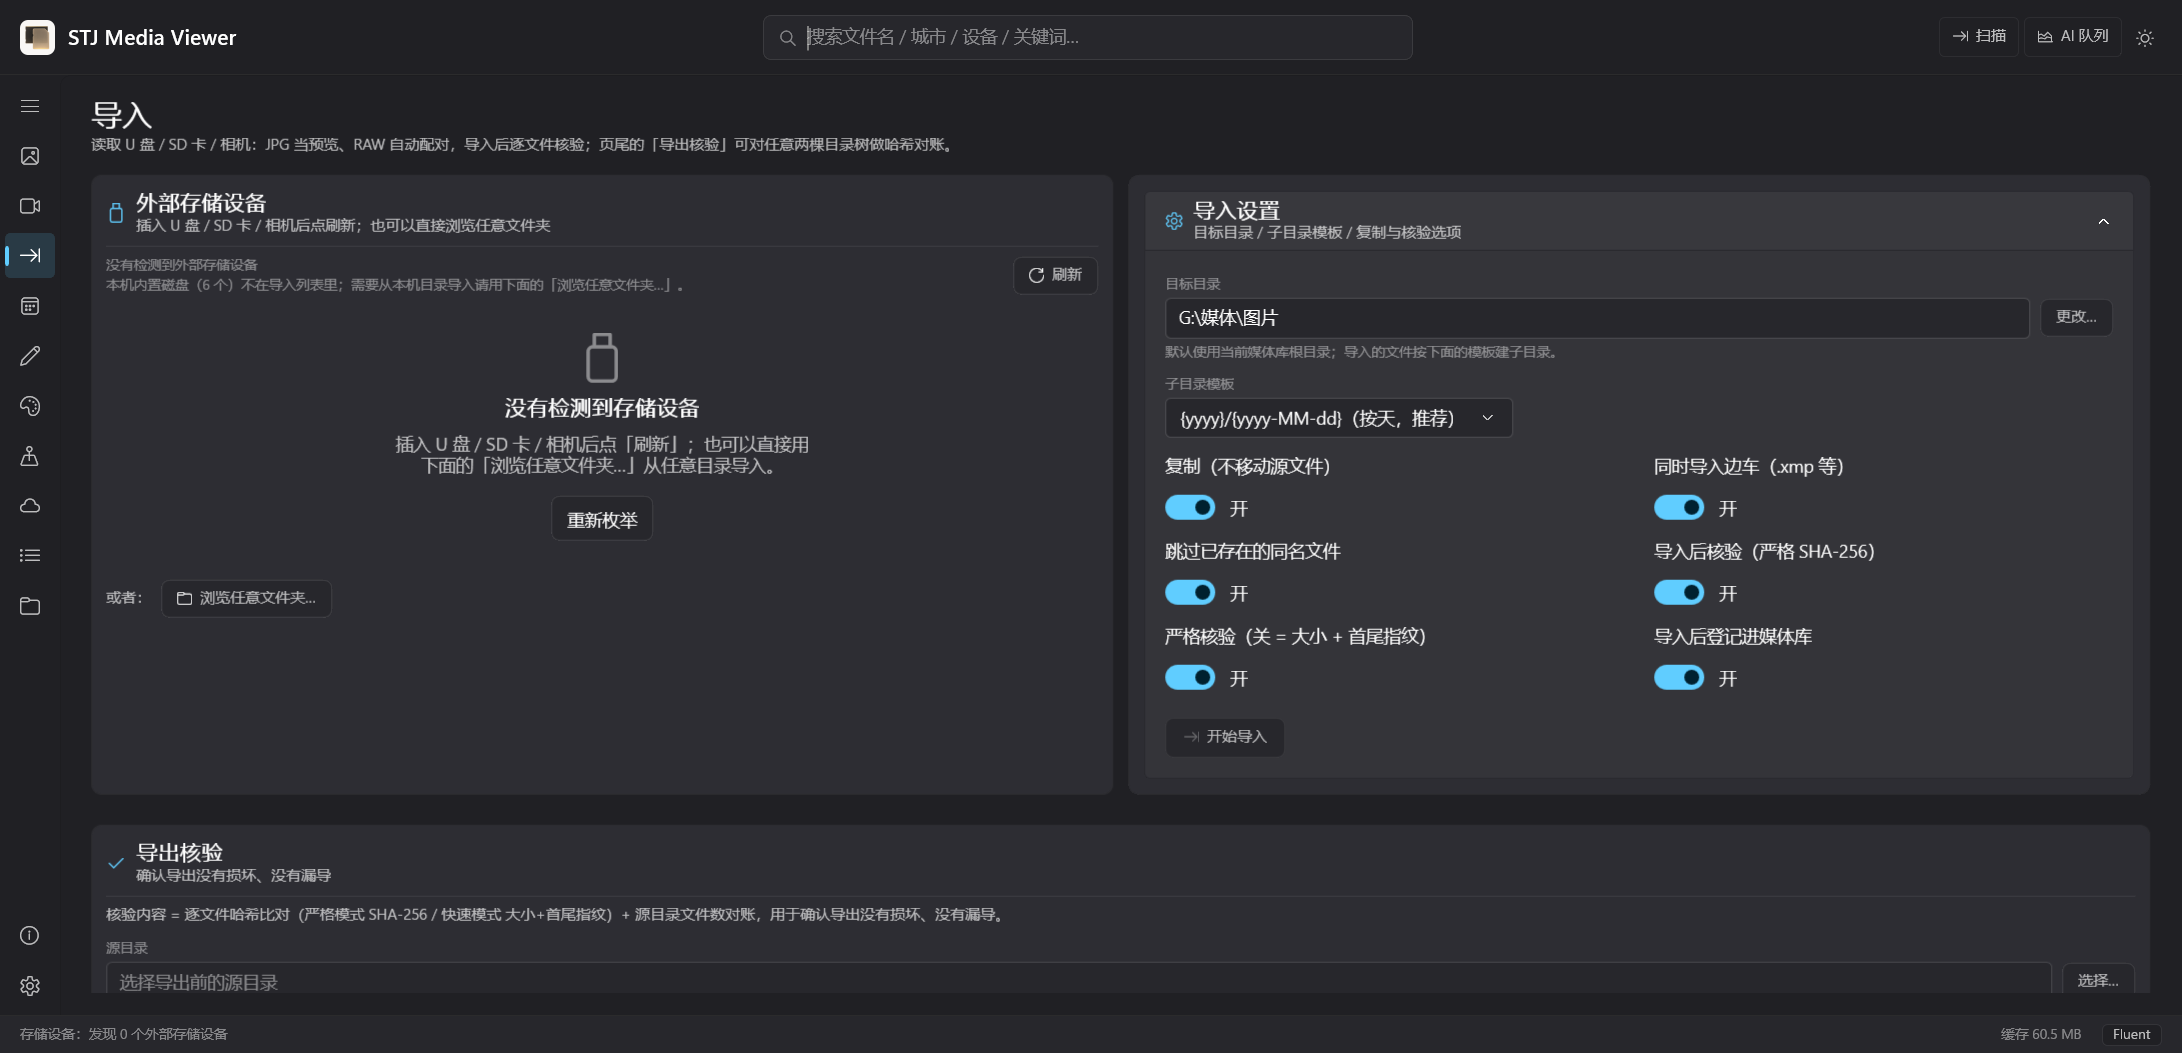 STJ Media Viewer
搜索文件名 / 城市 / 设备 / 关键词...
扫描
AI 队列
导入
读取 U 盘 / SD 卡 / 相机：JPG 当预览、RAW 自动配对，导入后逐文件核验；页尾的「导出核验」可对任意两棵目录树做哈希对账。
外部存储设备
插入 U 盘 / SD 卡 / 相机后点刷新；也可以直接浏览任意文件夹
没有检测到外部存储设备
本机内置磁盘（6 个）不在导入列表里；需要从本机目录导入请用下面的「浏览任意文件夹...」。
刷新
没有检测到存储设备
插入 U 盘 / SD 卡 / 相机后点「刷新」；也可以直接用
下面的「浏览任意文件夹...」从任意目录导入。
重新枚举
或者：
浏览任意文件夹...
导入设置
目标目录 / 子目录模板 / 复制与核验选项
目标目录
G:\媒体\图片
更改...
默认使用当前媒体库根目录；导入的文件按下面的模板建子目录。
子目录模板
{yyyy}/{yyyy-MM-dd}（按天，推荐）
复制（不移动源文件）
开
同时导入边车（.xmp 等）
开
跳过已存在的同名文件
开
导入后核验（严格 SHA-256）
开
严格核验（关 = 大小 + 首尾指纹）
开
导入后登记进媒体库
开
开始导入
导出核验
确认导出没有损坏、没有漏导
核验内容 = 逐文件哈希比对（严格模式 SHA-256 / 快速模式 大小+首尾指纹）+ 源目录文件数对账，用于确认导出没有损坏、没有漏导。
源目录
选择导出前的源目录
选择...
存储设备：发现 0 个外部存储设备
缓存 60.5 MB
Fluent